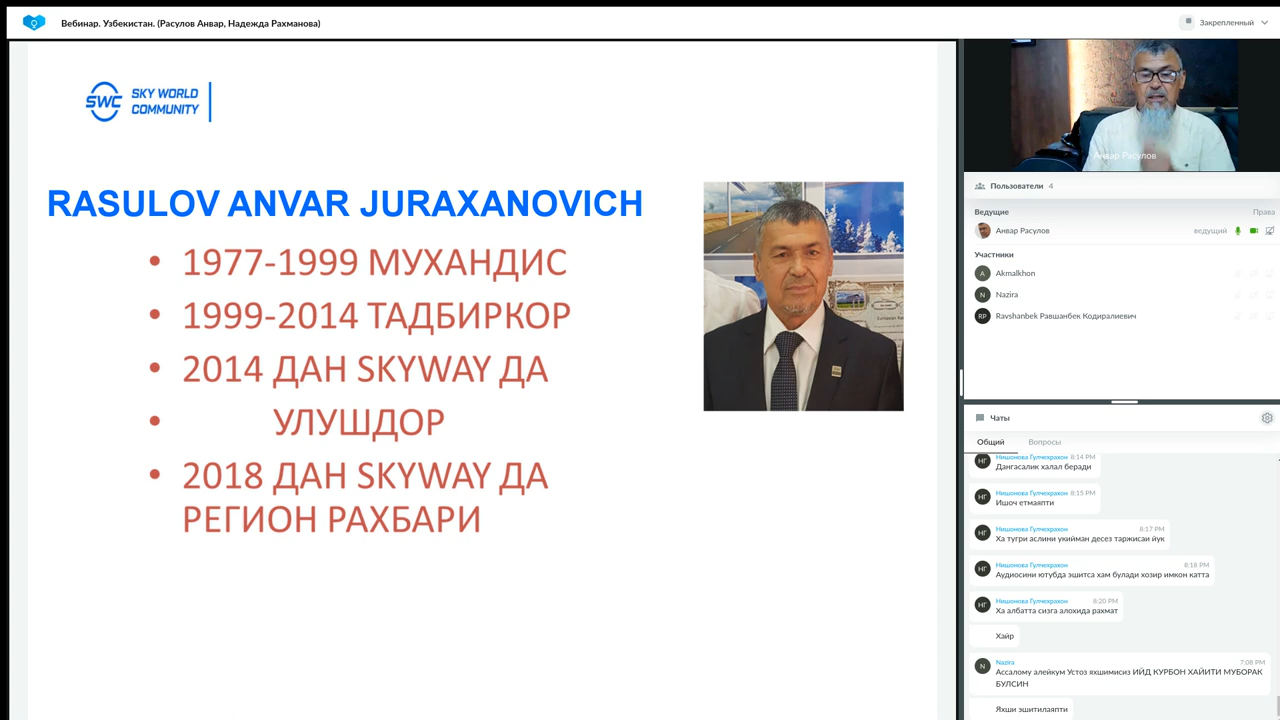 Вебинар. Узбекистан. (Расулов Анвар, Надежда Рахманова)
Закрепленный
SWC
SKY WORLD
COMMUNITY
RASULOV ANVAR JURAXANOVICH
• 1977-1999 МУХАНДИС
• 1999-2014 ТАДБИРКОР
• 2014 ДАН SKYWAY ДА
• УЛУШДОР
• 2018 ДАН SKYWAY ДА
РЕГИОН РАХБАРИ
Анвар Расулов
Пользователи 4
Ведущие Права
Анвар Расулов ведущий
Участники
A Akmalkhon
N Nazira
RP Ravshanbek Равшанбек Кодиралиевич
Чаты
Общий Вопросы
НГ Нишонова Гулчехрахон 8:14 PM
Дангасалик халал беради
НГ Нишонова Гулчехрахон 8:15 PM
Ишоч етмаяпти
НГ Нишонова Гулчехрахон 8:17 PM
Ха тугри аслини укийман десез таржисаи йук
НГ Нишонова Гулчехрахон 8:18 PM
Аудиосини ютубда эшитса хам булади хозир имкон катта
НГ Нишонова Гулчехрахон 8:20 PM
Ха албатта сизга алохида рахмат
Хайр
N Nazira 7:08 PM
Ассалому алейкум Устоз яхшимисиз ИЙД КУРБОН ХАЙИТИ МУБОРАК
БУЛСИН
Яхши эшитилаяпти